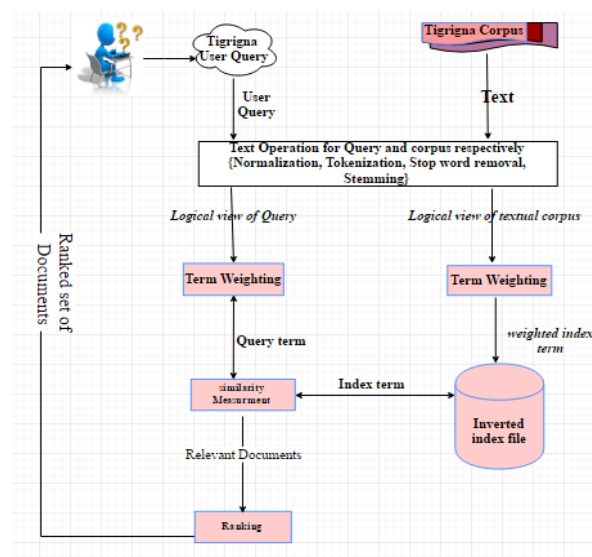 Tigrigna
User Query
Tigrigna Corpus
User
Query
Text
Text Operation for Query and corpus respectively
{Normalization, Tokenization, Stop word removal,
Stemming}
Logical view of Query
Logical view of textual corpus
Term Weighting
Term Weighting
Ranked set of
Documents
Query term
weighted index
term
similarity
Measurment
Index term
Inverted
index file
Relevant Documents
Ranking